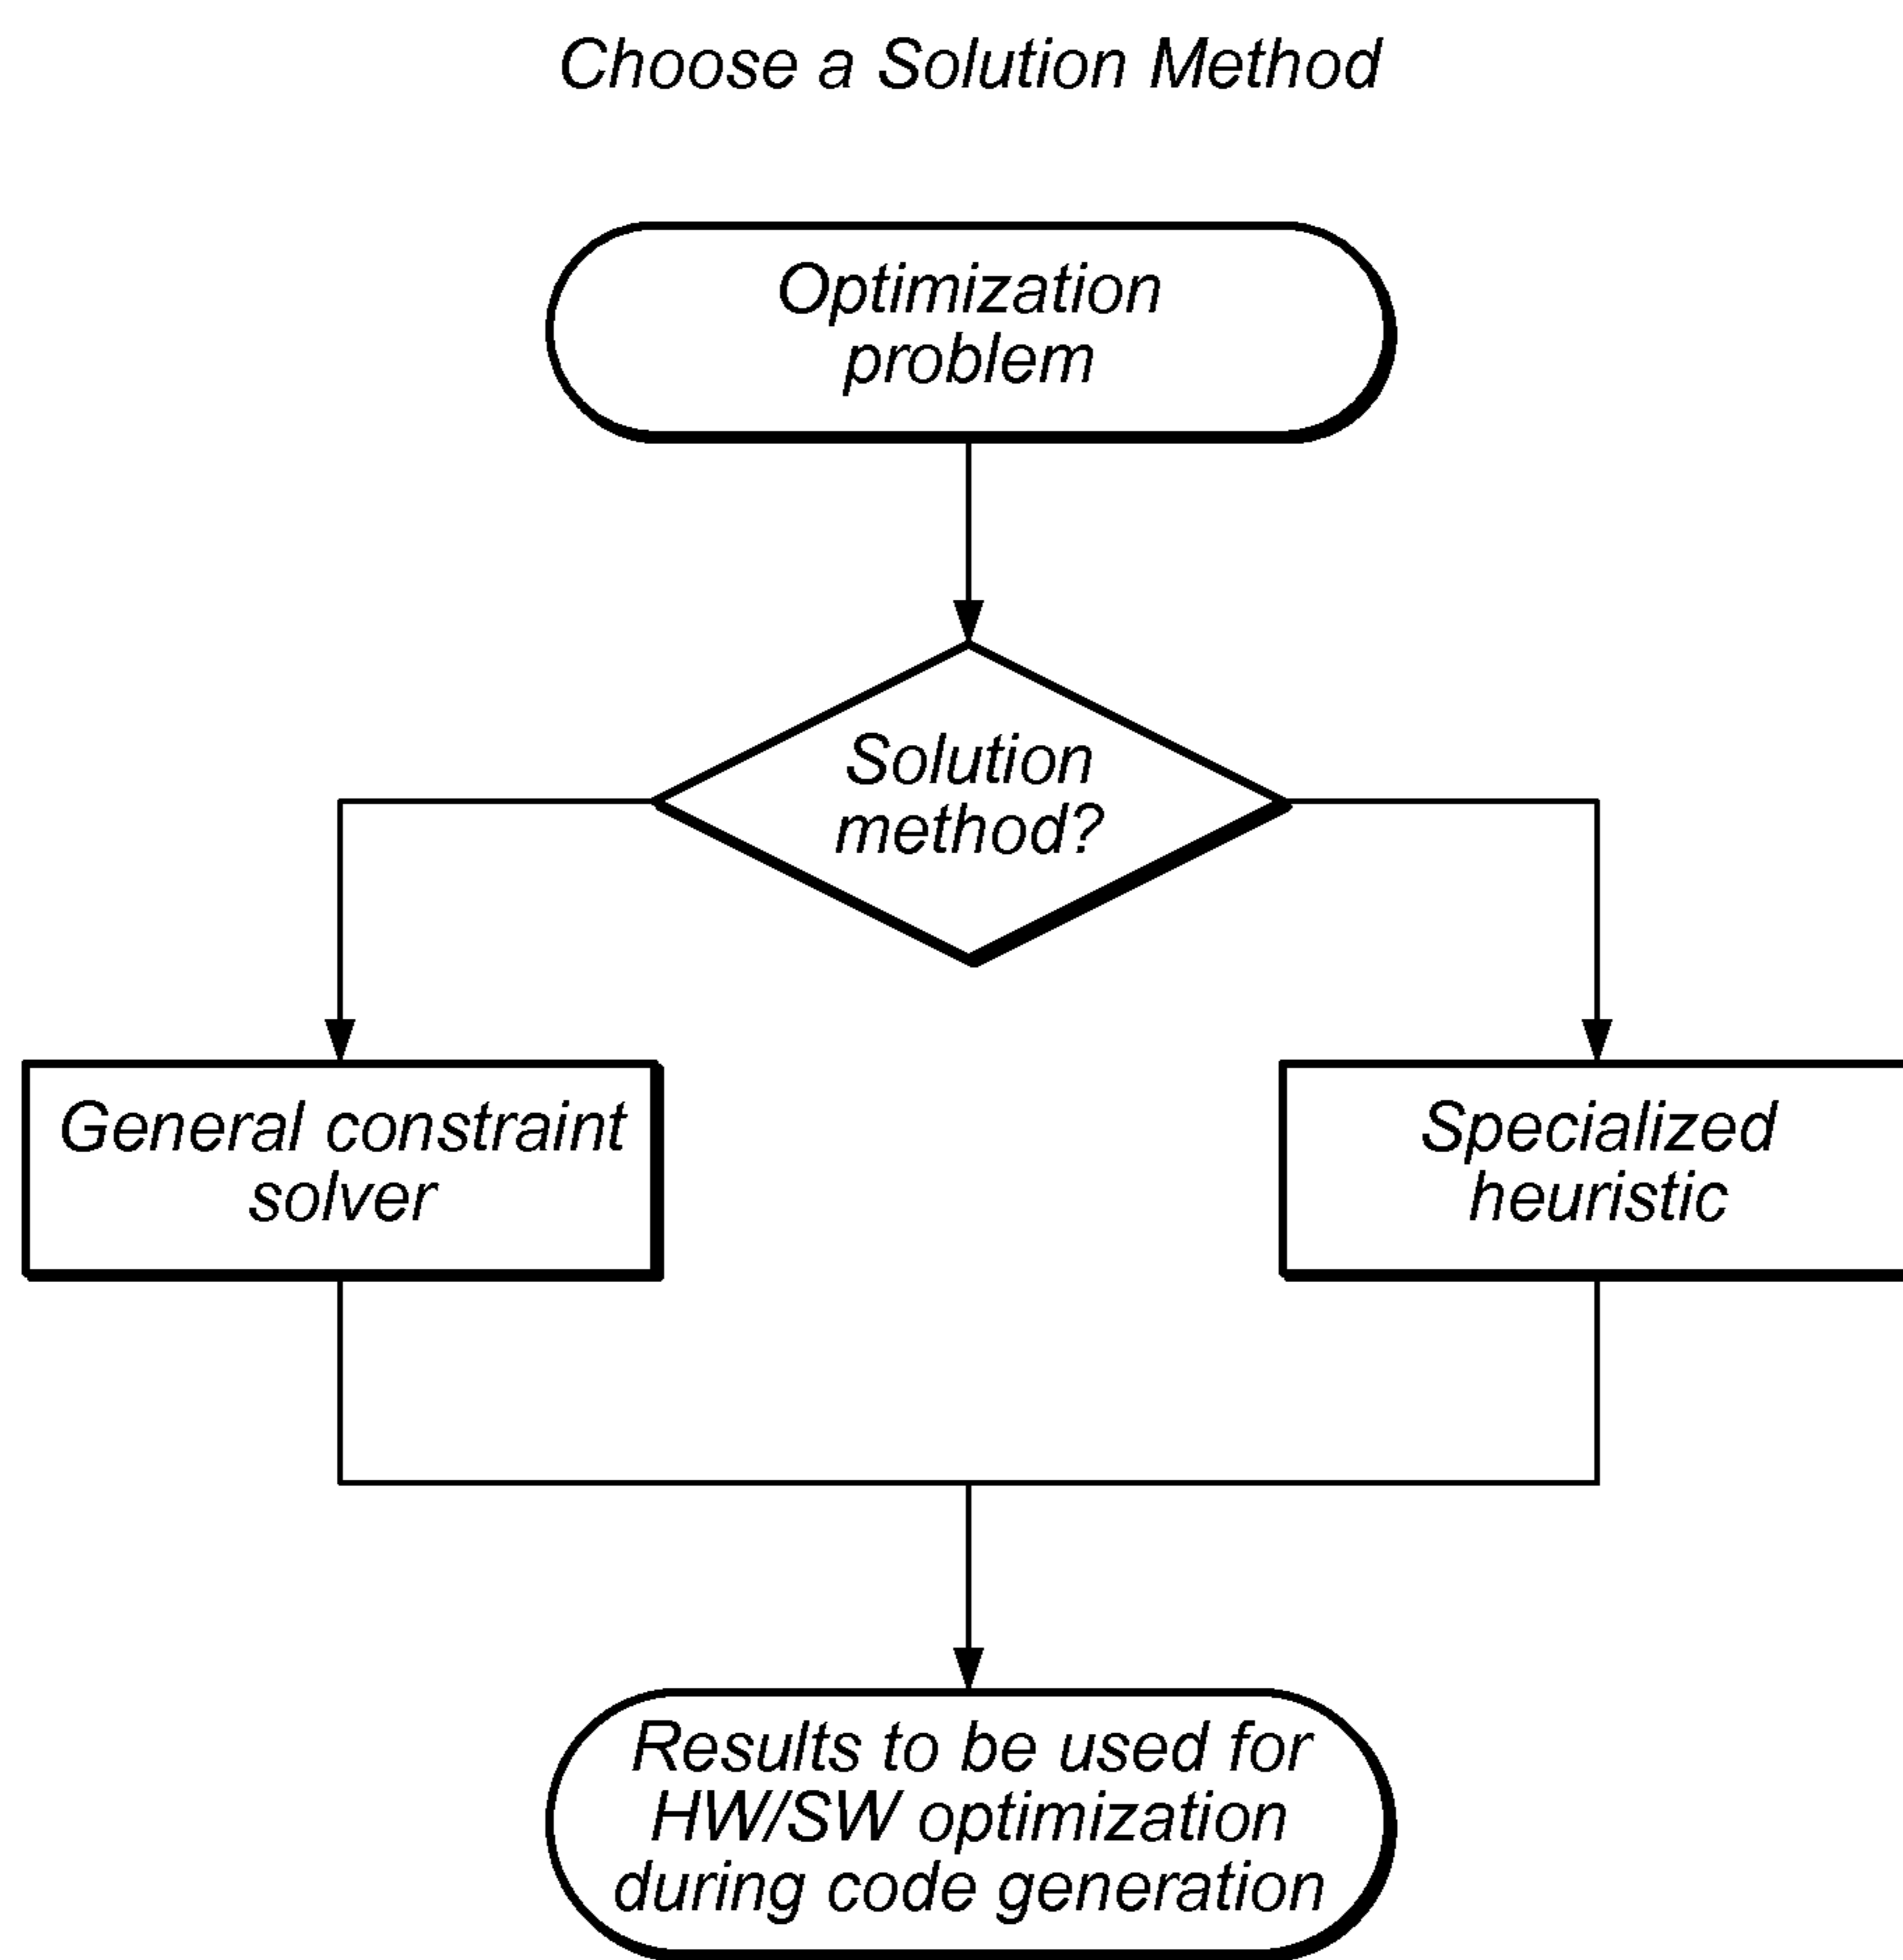 Choose a Solution Method
Optimization
problem
Solution
method?
General constraint
solver
Specialized
heuristic
Results to be used for
HW/SW optimization
during code generation